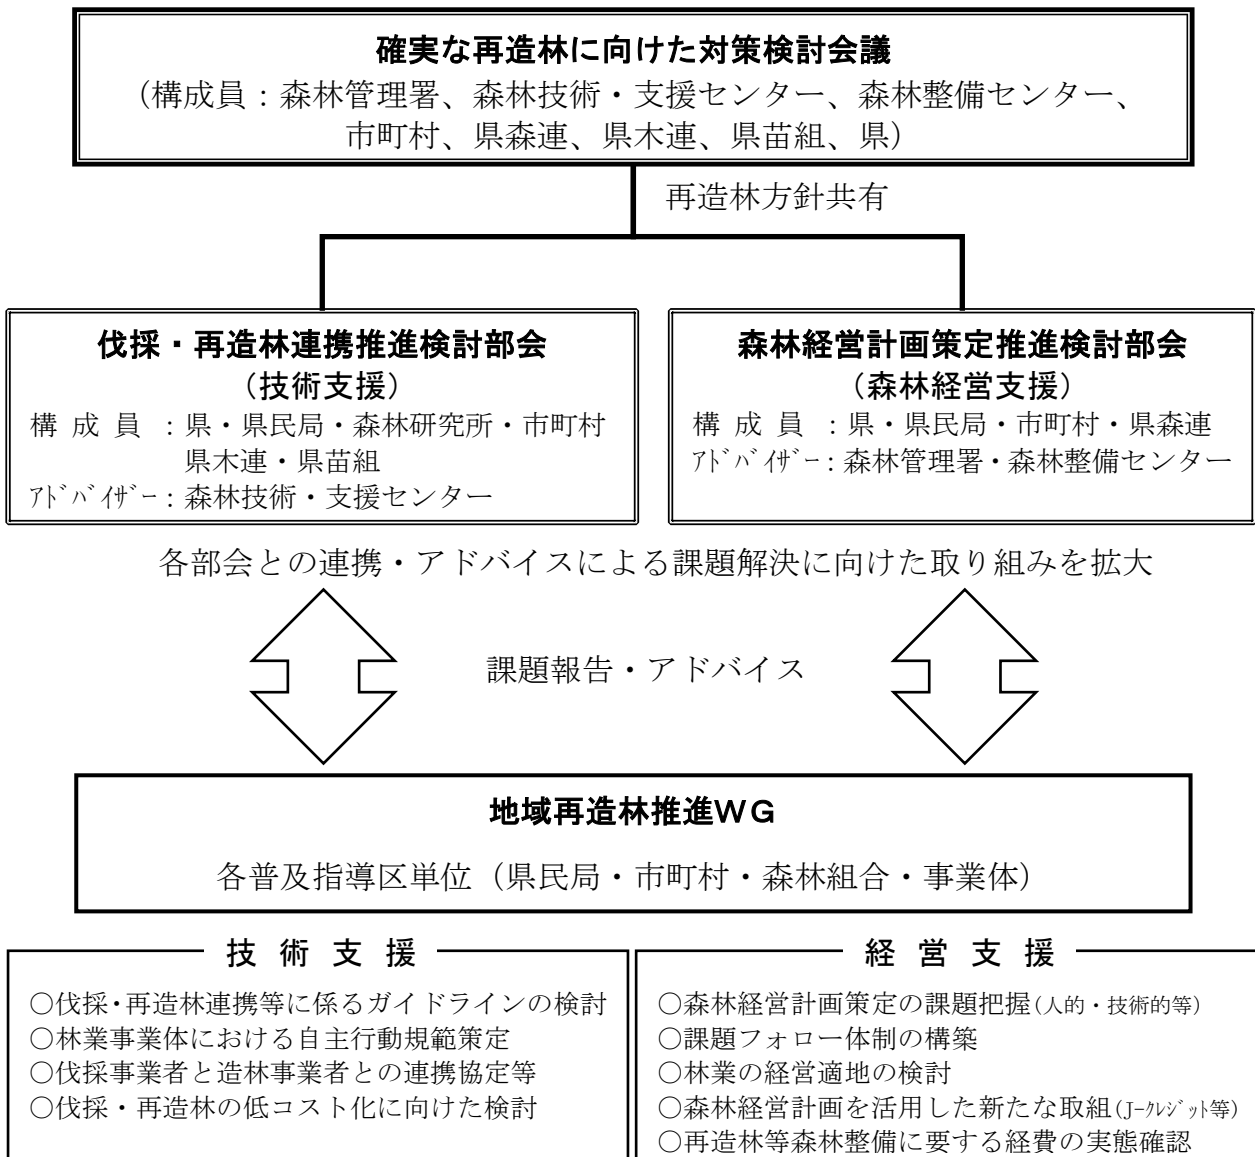 確実な再造林に向けた対策検討会議
（構成員：森林管理署、森林技術・支援センター、森林整備センター、
市町村、県森連、県木連、県苗組、県）
再造林方針共有
伐採・再造林連携推進検討部会
（技術支援）
構成員：県・県民局・森林研究所・市町村
県木連・県苗組
ｱﾄﾞﾊﾞｲｻﾞｰ：森林技術・支援センター
森林経営計画策定推進検討部会
（森林経営支援）
構成員：県・県民局・市町村・県森連
ｱﾄﾞﾊﾞｲｻﾞｰ：森林管理署・森林整備センター
各部会との連携・アドバイスによる課題解決に向けた取り組みを拡大
課題報告・アドバイス
地域再造林推進ＷＧ
各普及指導区単位（県民局・市町村・森林組合・事業体）
技術支援
○伐採・再造林連携等に係るガイドラインの検討
○林業事業体における自主行動規範策定
○伐採事業者と造林事業者との連携協定等
○伐採・再造林の低コスト化に向けた検討
経営支援
○森林経営計画策定の課題把握(人的・技術的等)
○課題フォロー体制の構築
○林業の経営適地の検討
○森林経営計画を活用した新たな取組(J-ｸﾚｼﾞｯﾄ等)
○再造林等森林整備に要する経費の実態確認